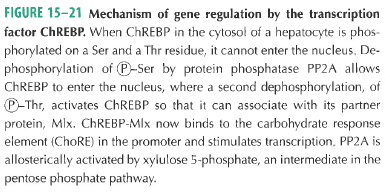 FIGURE 15–21 Mechanism of gene regulation by the transcription
factor ChREBP. When ChREBP in the cytosol of a hepatocyte is phos-
phorylated on a Ser and a Thr residue, it cannot enter the nucleus. De-
phosphorylation of Ⓟ–Ser by protein phosphatase PP2A allows
ChREBP to enter the nucleus, where a second dephosphorylation, of
Ⓟ–Thr, activates ChREBP so that it can associate with its partner
protein, Mlx. ChREBP-Mlx now binds to the carbohydrate response
element (ChoRE) in the promoter and stimulates transcription. PP2A is
allosterically activated by xylulose 5-phosphate, an intermediate in the
pentose phosphate pathway.